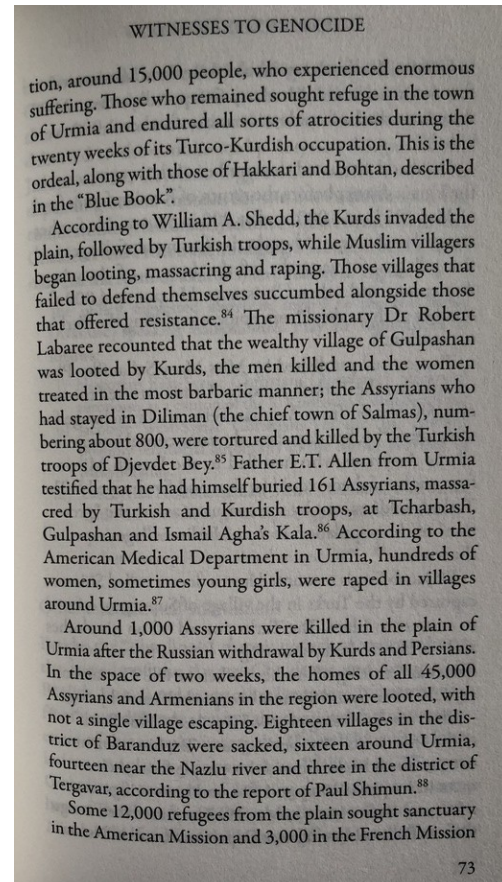 WITNESSES TO GENOCIDE
tion, around 15,000 people, who experienced enormous
suffering. Those who remained sought refuge in the town
of Urmia and endured all sorts of atrocities during the
twenty weeks of its Turco-Kurdish occupation. This is the
ordeal, along with those of Hakkari and Bohtan, described
in the “Blue Book”.
According to William A. Shedd, the Kurds invaded the
plain, followed by Turkish troops, while Muslim villagers
began looting, massacring and raping. Those villages that
failed to defend themselves succumbed alongside those
that offered resistance.⁸⁴ The missionary Dr Robert
Labaree recounted that the wealthy village of Gulpashan
was looted by Kurds, the men killed and the women
treated in the most barbaric manner; the Assyrians who
had stayed in Diliman (the chief town of Salmas), num-
bering about 800, were tortured and killed by the Turkish
troops of Djevdet Bey.⁸⁵ Father E.T. Allen from Urmia
testified that he had himself buried 161 Assyrians, massa-
cred by Turkish and Kurdish troops, at Tcharbash,
Gulpashan and Ismail Agha’s Kala.⁸⁶ According to the
American Medical Department in Urmia, hundreds of
women, sometimes young girls, were raped in villages
around Urmia.⁸⁷
Around 1,000 Assyrians were killed in the plain of
Urmia after the Russian withdrawal by Kurds and Persians.
In the space of two weeks, the homes of all 45,000
Assyrians and Armenians in the region were looted, with
not a single village escaping. Eighteen villages in the dis-
trict of Baranduz were sacked, sixteen around Urmia,
fourteen near the Nazlu river and three in the district of
Tergavar, according to the report of Paul Shimun.⁸⁸
Some 12,000 refugees from the plain sought sanctuary
in the American Mission and 3,000 in the French Mission
73